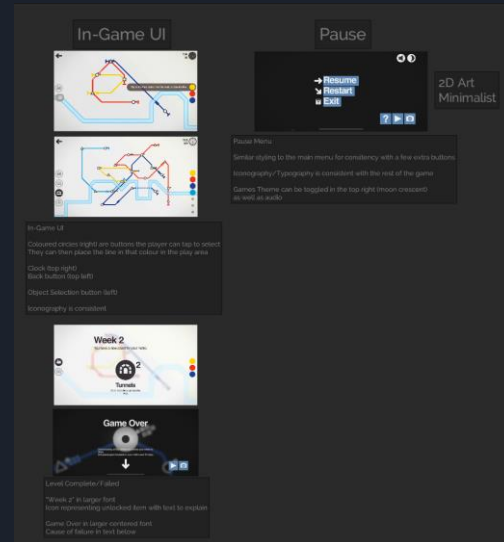 In-Game UI
Week 2
2
Tunnels
Game Over
In-Game UI
Coloured circles (right) are buttons the player can tap to select
They can then place the line in that colour in the play area
Clock (top right)
Back button (top left)
Object Selection button (left)
Iconography is consistent
Level Complete/Failed
"Week 2" in larger font
Icon representing unlocked item with text to explain
Game Over in larger centered font
Cause of failure in text below
Pause
Resume
Restart
Exit
?
Pause Menu
Similar styling to the main menu for consitency with a few extra buttons
Iconography/Typography is consistent with the rest of the game
Games Theme can be toggled in the top right (moon crescent)
as well as audio
2D Art
Minimalist